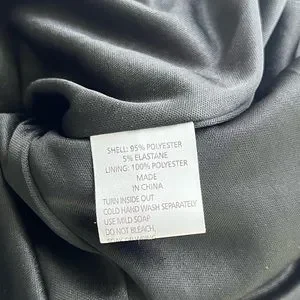 SHELL: 95% POLYESTER
5% ELASTANE
LINING: 100% POLYESTER
MADE
IN CHINA
TURN INSIDE OUT
COLD HAND WASH SEPARATELY
USE MILD SOAP
DO NOT BLEACH,